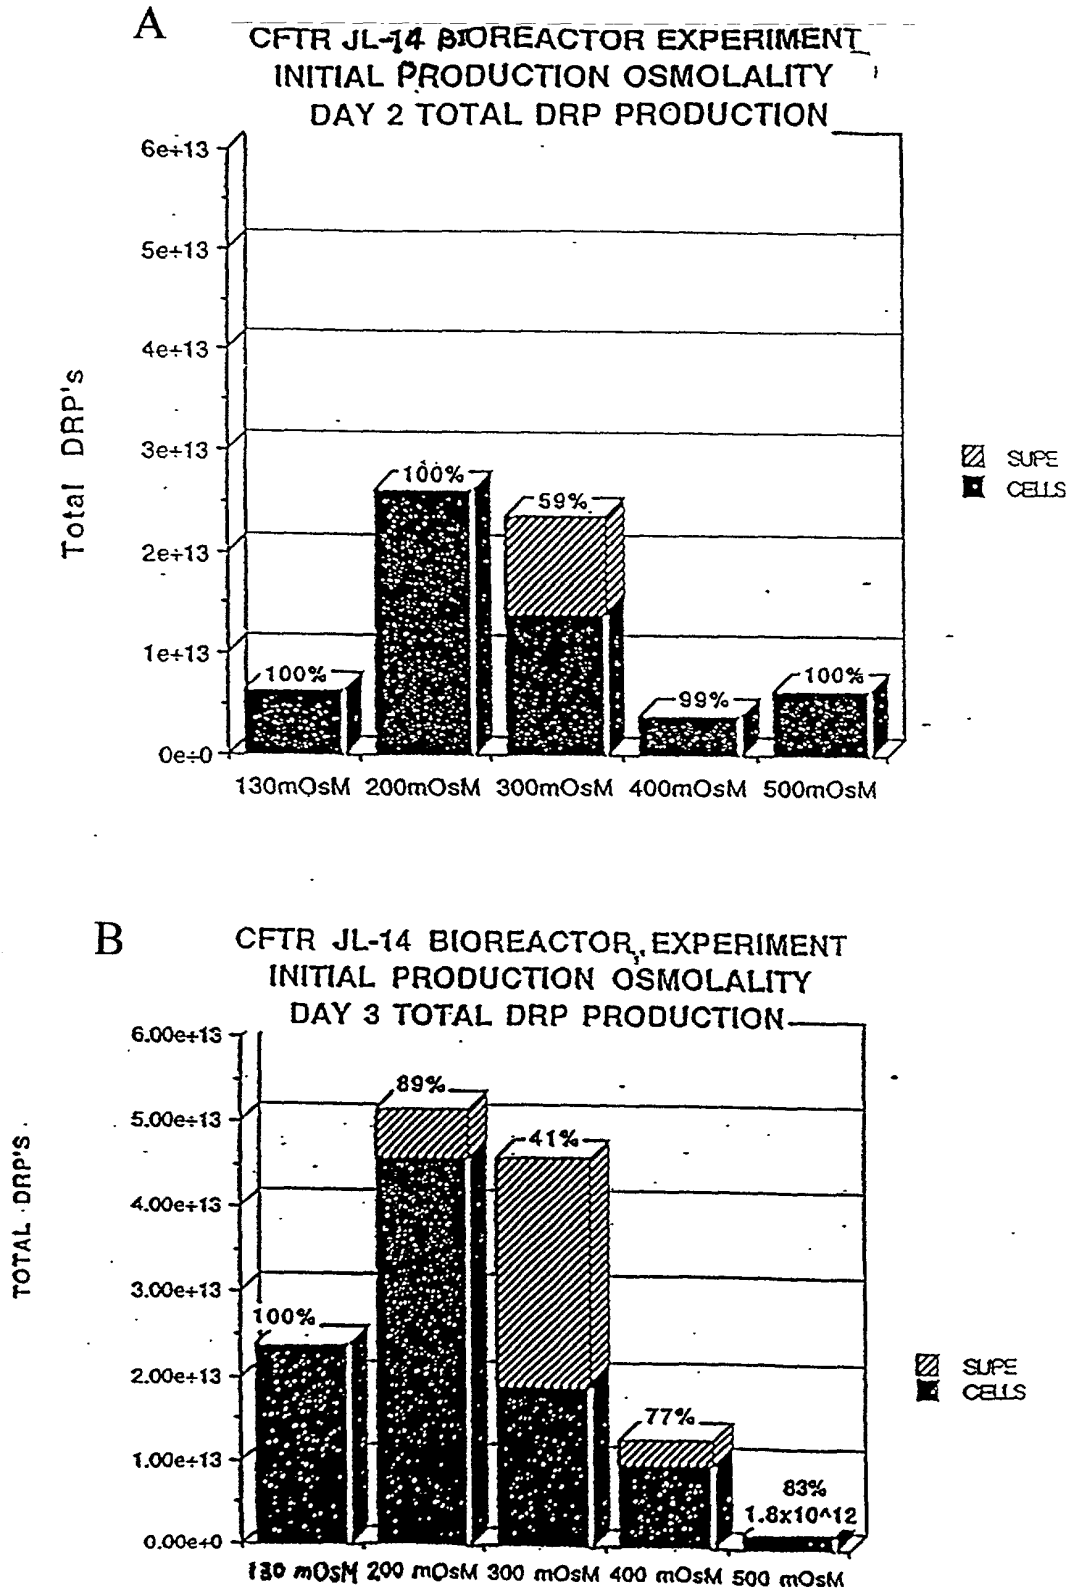 A
CFTR JL-14 BIOREACTOR EXPERIMENT
INITIAL PRODUCTION OSMOLALITY
DAY 2 TOTAL DRP PRODUCTION
6e+13
5e+13
4e+13
3e+13
2e+13
1e+13
0e+0
Total DRP's
100%
100%
59%
99%
100%
130mOsM 200mOsM 300mOsM 400mOsM 500mOsM
SUPE
CELLS
B
CFTR JL-14 BIOREACTOR EXPERIMENT
INITIAL PRODUCTION OSMOLALITY
DAY 3 TOTAL DRP PRODUCTION
6.00e+13
5.00e+13
4.00e+13
3.00e+13
2.00e+13
1.00e+13
0.00e+0
TOTAL DRP'S
100%
89%
41%
77%
83%
1.8x10^12
130 mOsM 200 mOsM 300 mOsM 400 mOsM 500 mOsM
SUPE
CELLS